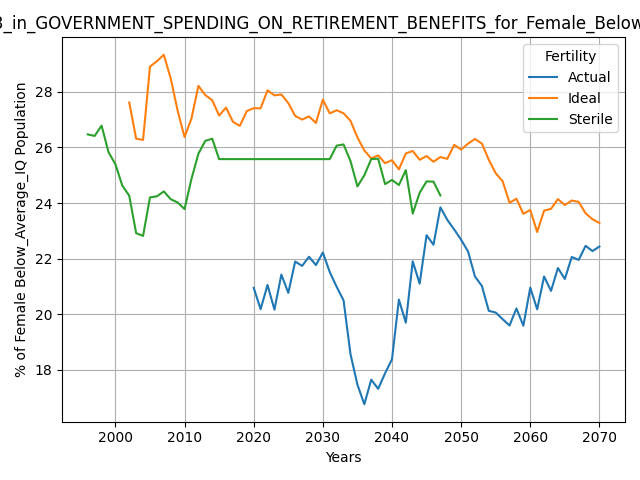 3_in_GOVERNMENT_SPENDING_ON_RETIREMENT_BENEFITS_for_Female_Below
% of Female Below_Average_IQ Population
28
26
24
22
20
18
Fertility
Actual
Ideal
Sterile
2000 2010 2020 2030 2040 2050 2060 2070
Years